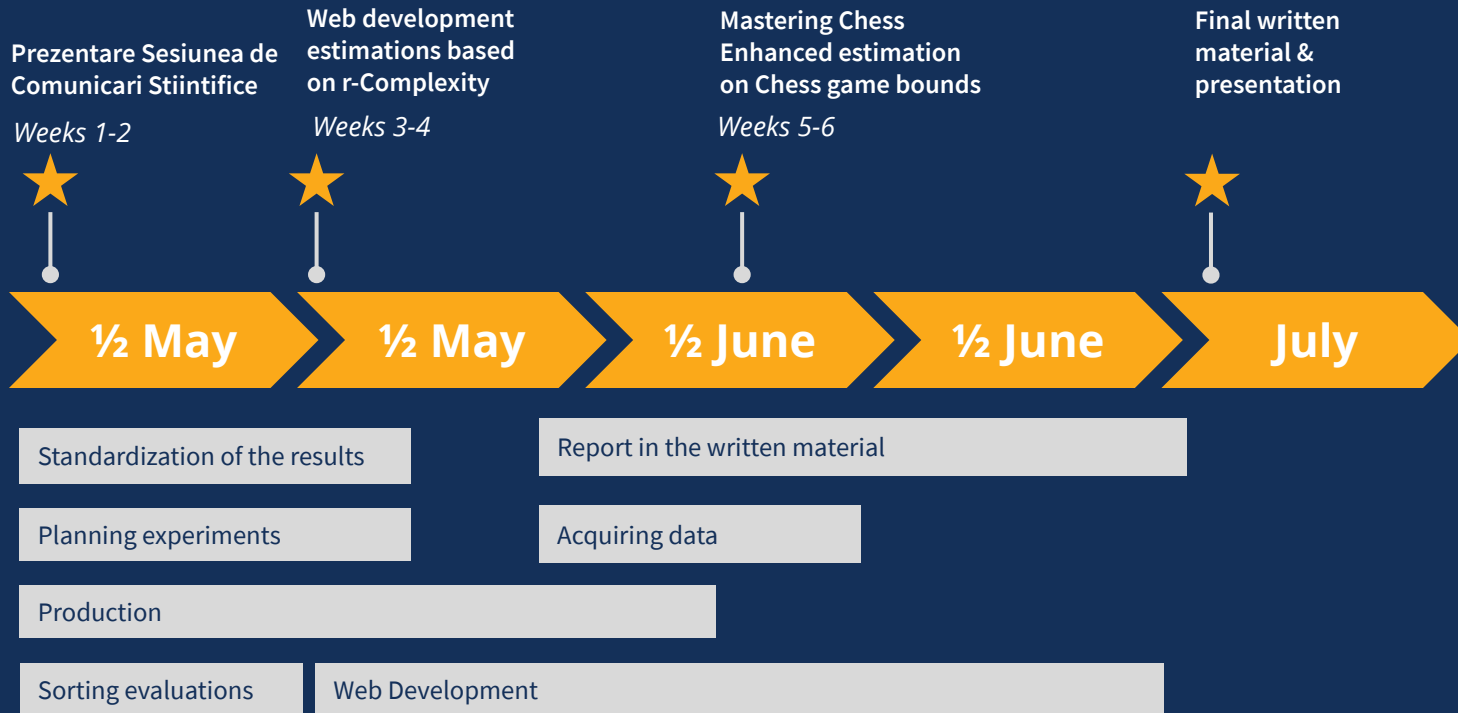 Prezentare Sesiunea de
Comunicari Stiintifice
Weeks 1-2
Web development
estimations based
on r-Complexity
Weeks 3-4
Mastering Chess
Enhanced estimation
on Chess game bounds
Weeks 5-6
Final written
material &
presentation
½ May
½ May
½ June
½ June
July
Standardization of the results
Report in the written material
Planning experiments
Acquiring data
Production
Sorting evaluations
Web Development